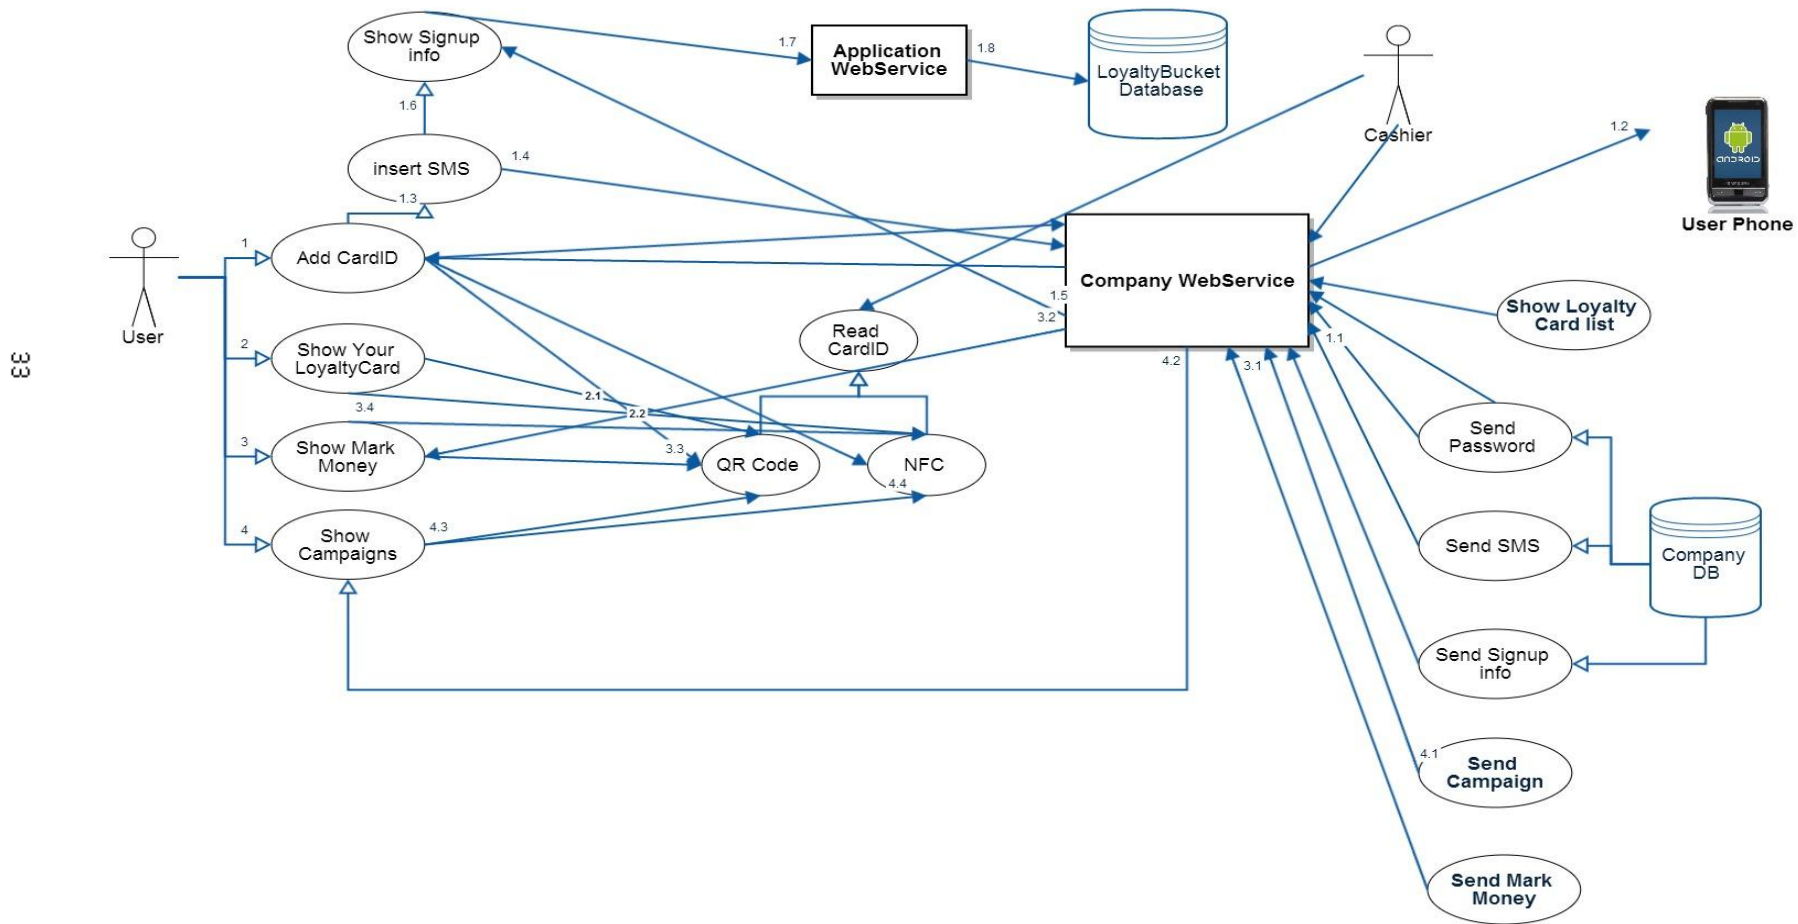 Show Signup
info
1.7
Application
WebService
1.8
LoyaltyBucket
Database
Cashier
1.2
ANDROID
User Phone
1.6
insert SMS
1.4
1.3
1
Add CardID
User
Company WebService
1.5
3.2
Show Loyalty
Card list
1.1
Read
CardID
2
Show Your
LoyaltyCard
4.2
3.1
33
2.1
2.2
3.4
3
Show Mark
Money
3.3
QR Code
NFC
4.4
Send
Password
4
Show
Campaigns
4.3
Send SMS
Company
DB
Send Signup
info
4.1
Send
Campaign
Send Mark
Money